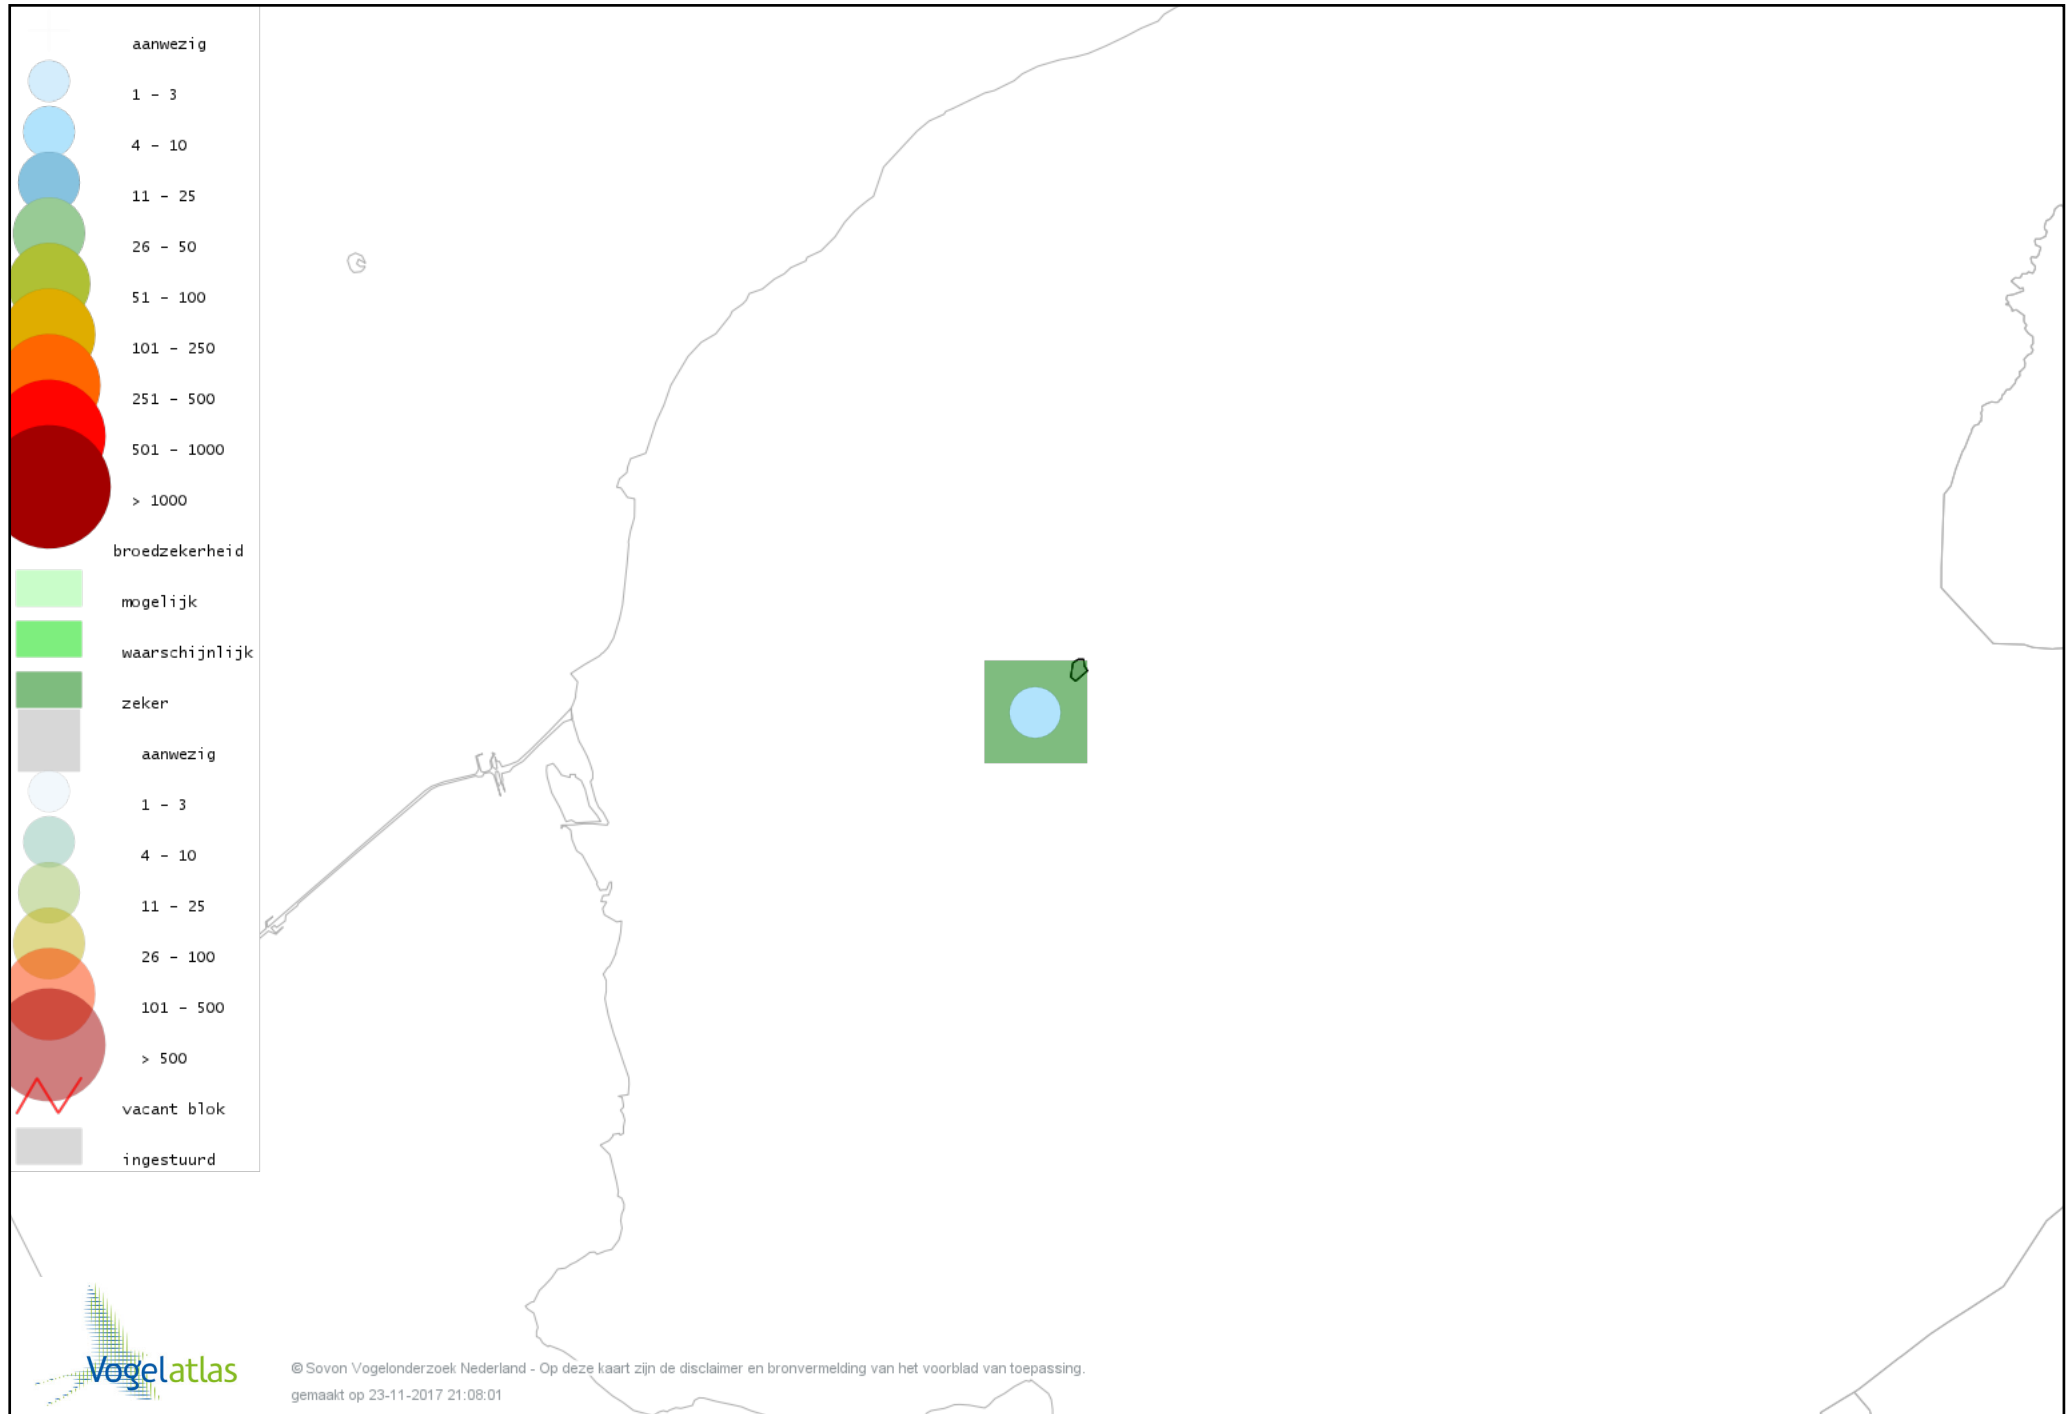 aanwezig
1 - 3
4 - 10
11 - 25
26 - 50
51 - 100
101 - 250
251 - 500
501 - 1000
> 1000
broedzekerheid
mogelijk
waarschijnlijk
zeker
aanwezig
1 - 3
4 - 10
11 - 25
26 - 100
101 - 500
> 500
vacant blok
ingestuurd
Vogelatlas
© Sovon Vogelonderzoek Nederland - Op deze kaart zijn de disclaimer en bronvermelding van het voorblad van toepassing.
gemaakt op 23-11-2017 21:08:01